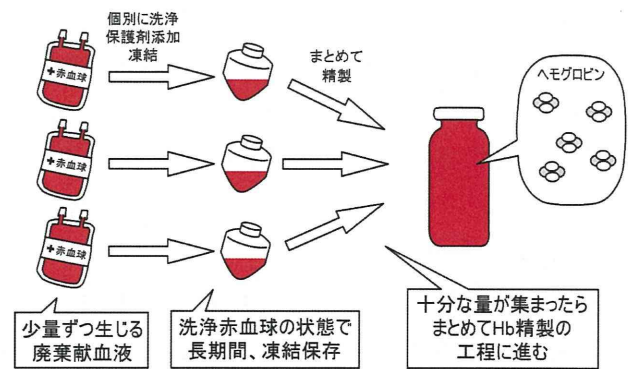 個別に洗浄
保護剤添加
凍結
まとめて
精製
ヘモグロビン
+赤血球
+赤血球
+赤血球
少量ずつ生じる
廃棄献血液
洗浄赤血球の状態で
長期間、凍結保存
十分な量が集まったら
まとめてHb精製の
工程に進む